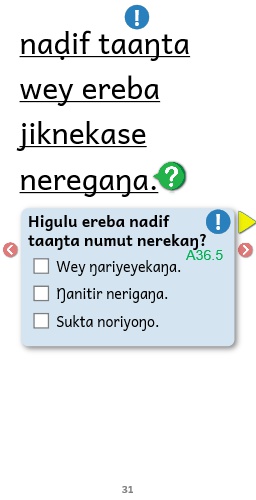 !
naḍif taaŋta
wey ereba
jiknekase
neregaŋa.
?
Higulu ereba nadif
taaŋta numut nerekaŋ?
!
A36.5
Wey ŋariyeyekaŋa.
Ŋanitir nerigaŋa.
Sukta noriyoŋo.
31